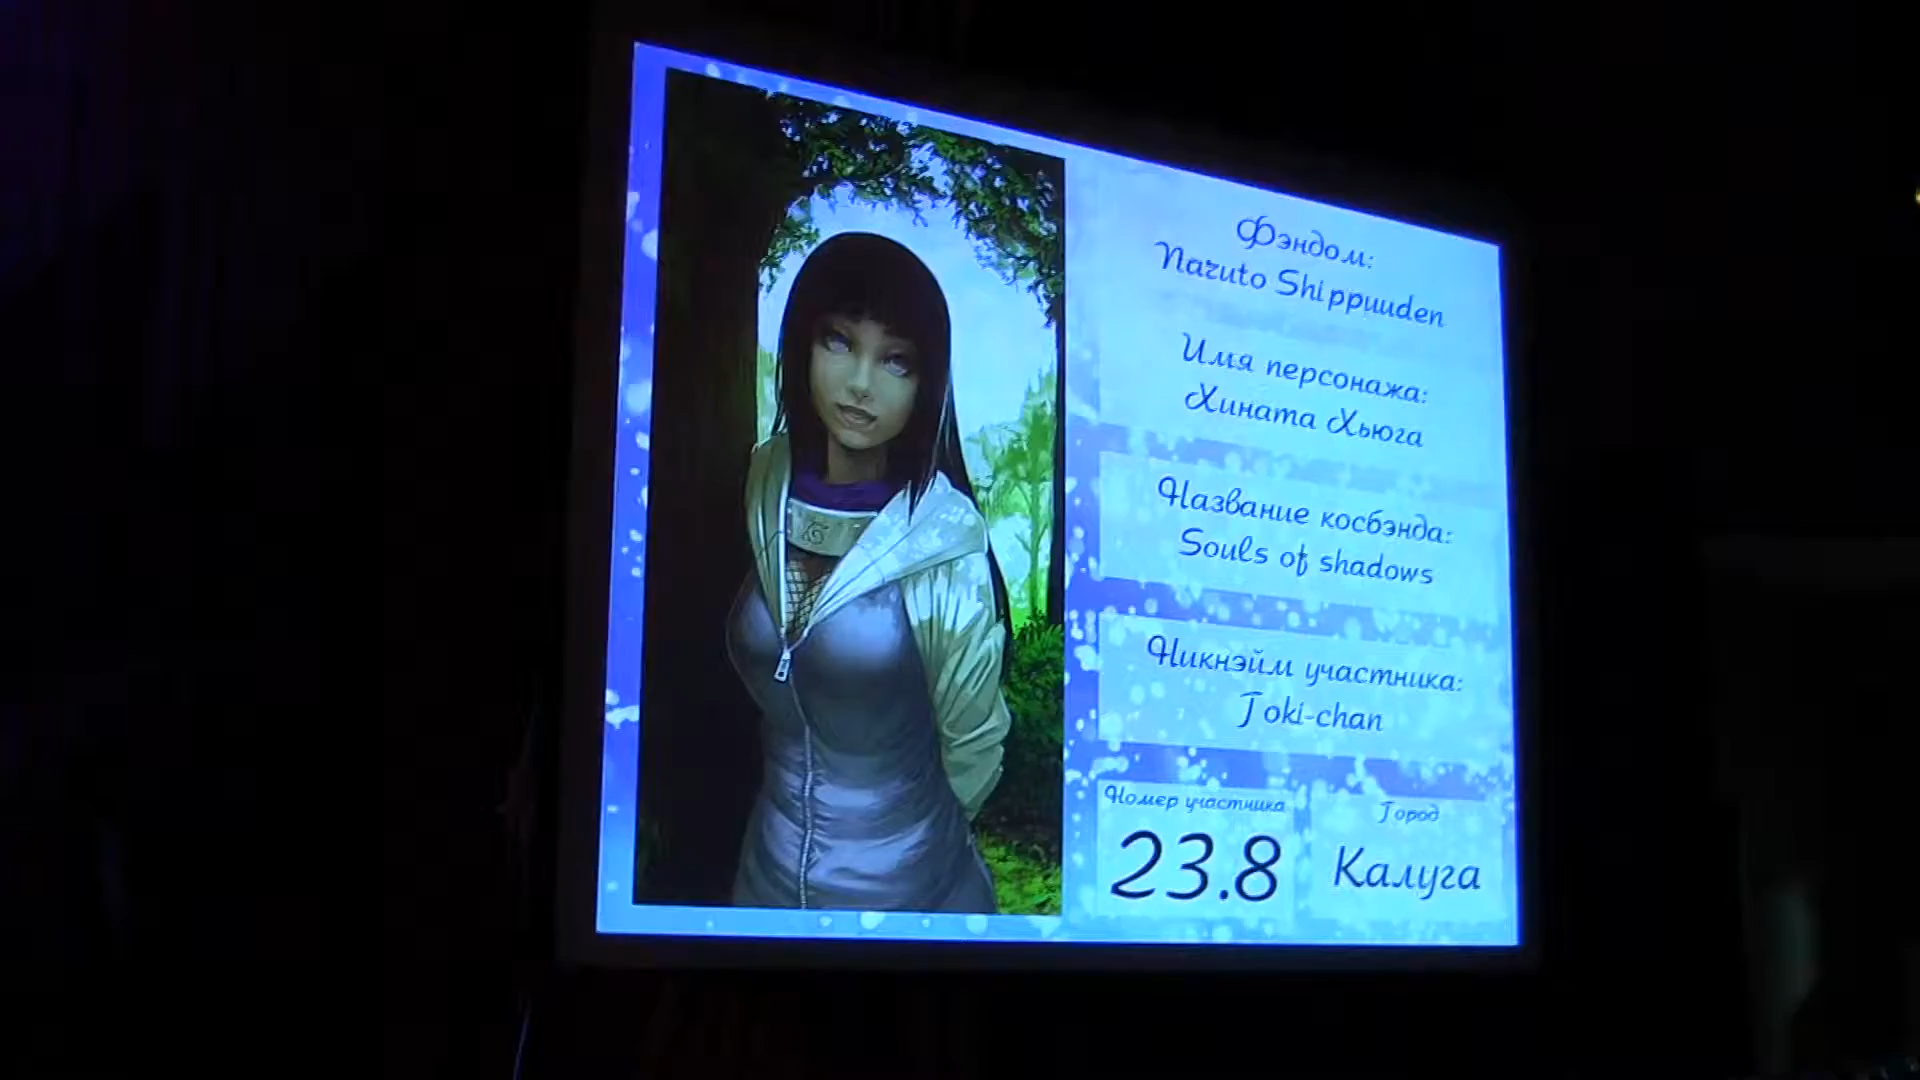 Фэндом:
Naruto Shippuuden
Имя персонажа:
Хината Хьюга
Название косбэнда:
Souls of shadows
Никнэйм участника:
Toki-chan
Номер участника
23.8
Город
Калуга